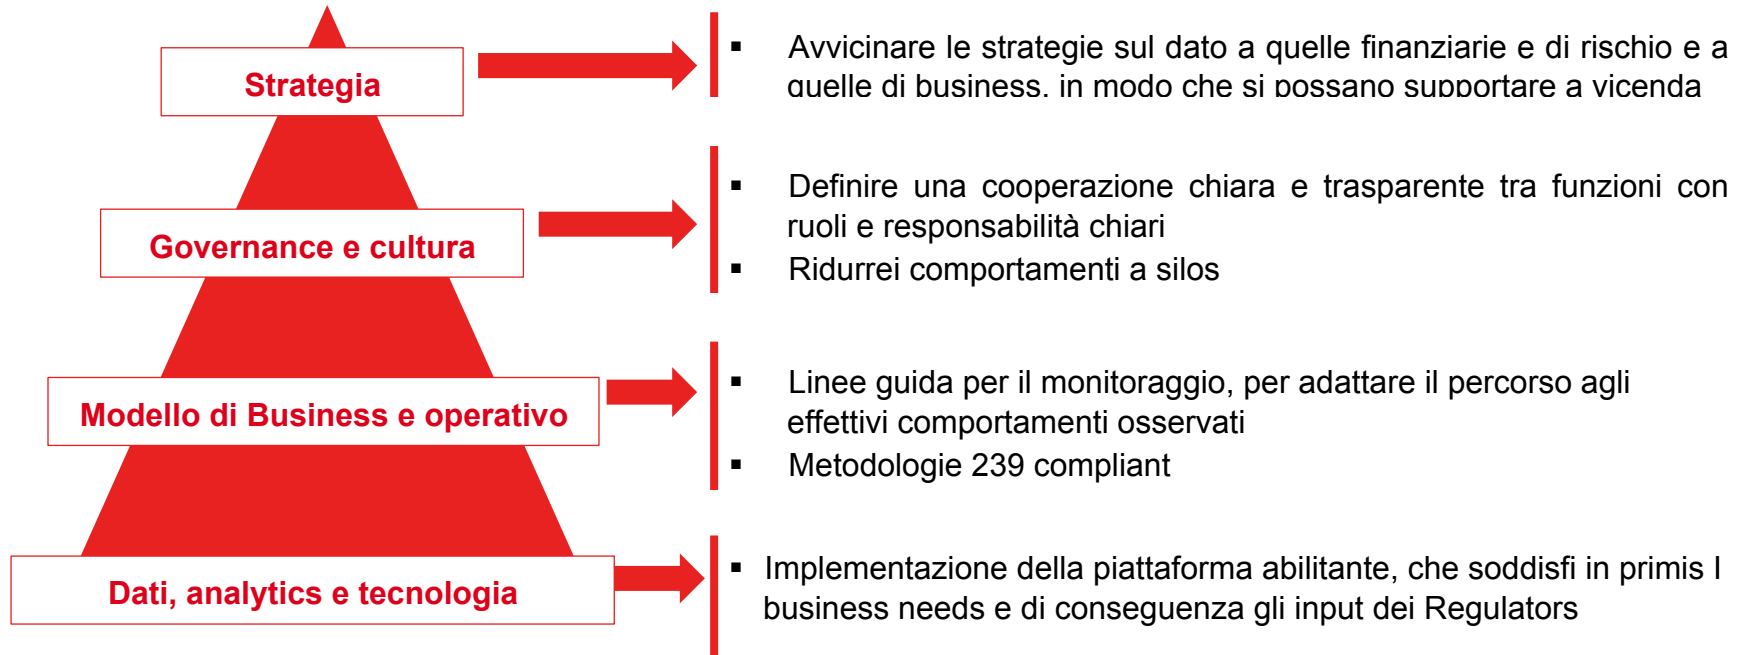 Strategia
▪ Avvicinare le strategie sul dato a quelle finanziarie e di rischio e a
quelle di business, in modo che si possano supportare a vicenda
Governance e cultura
▪ Definire una cooperazione chiara e trasparente tra funzioni con
ruoli e responsabilità chiari
▪ Ridurrei comportamenti a silos
Modello di Business e operativo
▪ Linee guida per il monitoraggio, per adattare il percorso agli
effettivi comportamenti osservati
▪ Metodologie 239 compliant
Dati, analytics e tecnologia
▪ Implementazione della piattaforma abilitante, che soddisfi in primis I
business needs e di conseguenza gli input dei Regulators